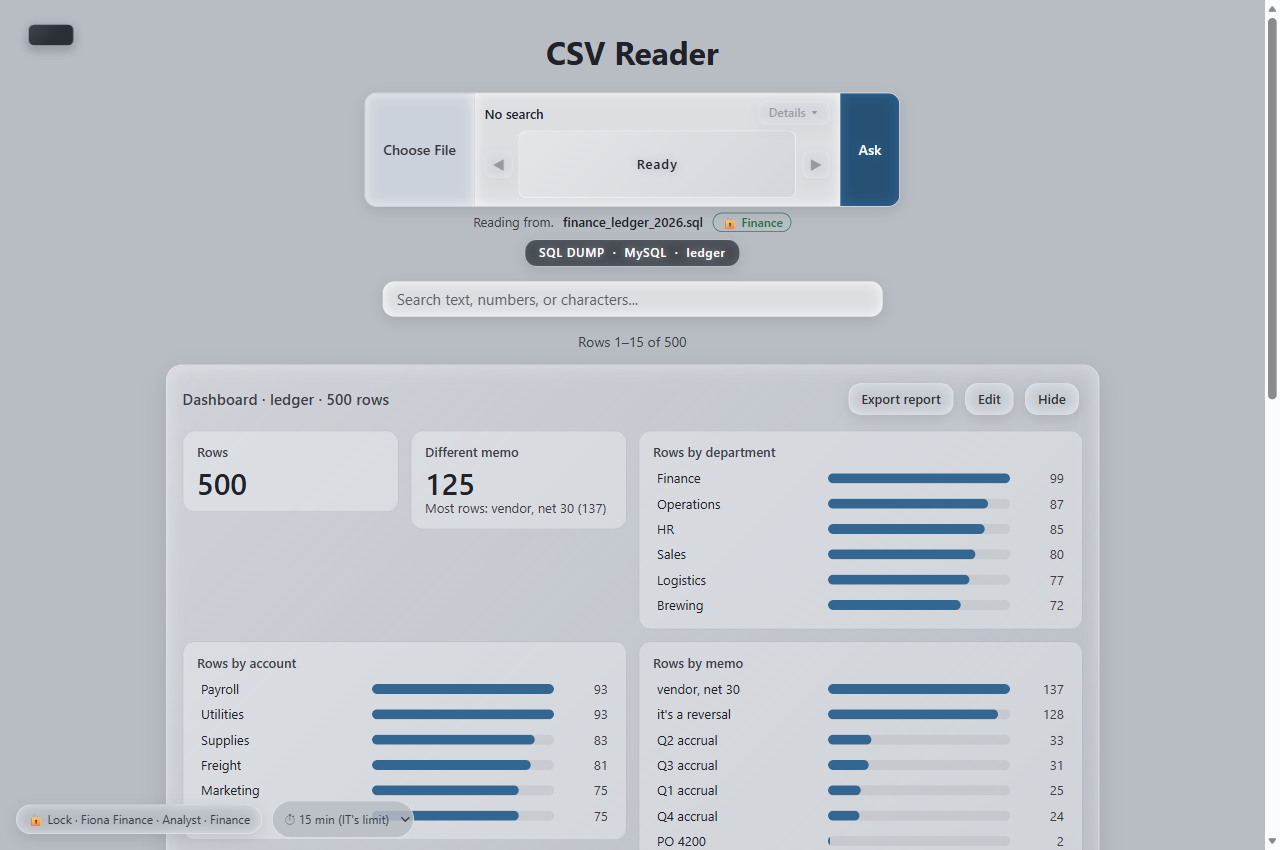 CSV Reader
Choose File
No search
Details ▾
◀
Ready
▶
Ask
Reading from. finance_ledger_2026.sql 🔒 Finance
SQL DUMP · MySQL · ledger
Search text, numbers, or characters...
Rows 1–15 of 500
Dashboard · ledger · 500 rows
Export report
Edit
Hide
Rows
500
Different memo
125
Most rows: vendor, net 30 (137)
Rows by department
Finance 99
Operations 87
HR 85
Sales 80
Logistics 77
Brewing 72
Rows by account
Payroll 93
Utilities 93
Supplies 83
Freight 81
Marketing 75
75
Rows by memo
vendor, net 30 137
it's a reversal 128
Q2 accrual 33
Q3 accrual 31
Q1 accrual 25
Q4 accrual 24
PO 4200 2
🔒 Lock · Fiona Finance · Analyst · Finance
⏱ 15 min (IT's limit)